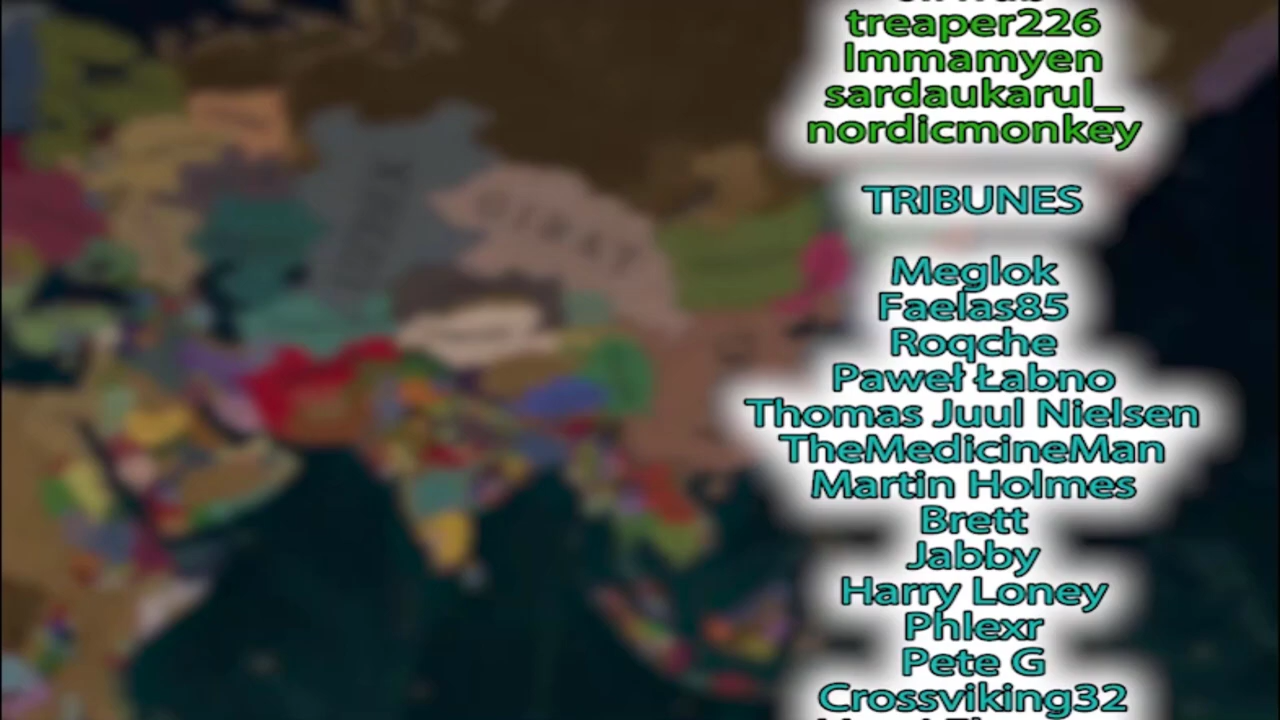 treaper226
Immamyen
sardaukarul_
nordicmonkey
TRIBUNES
Meglok
Faelas85
Roqche
Paweł Łabno
Thomas Juul Nielsen
TheMedicineMan
Martin Holmes
Brett
Jabby
Harry Loney
Phlexr
Pete G
Crossviking32